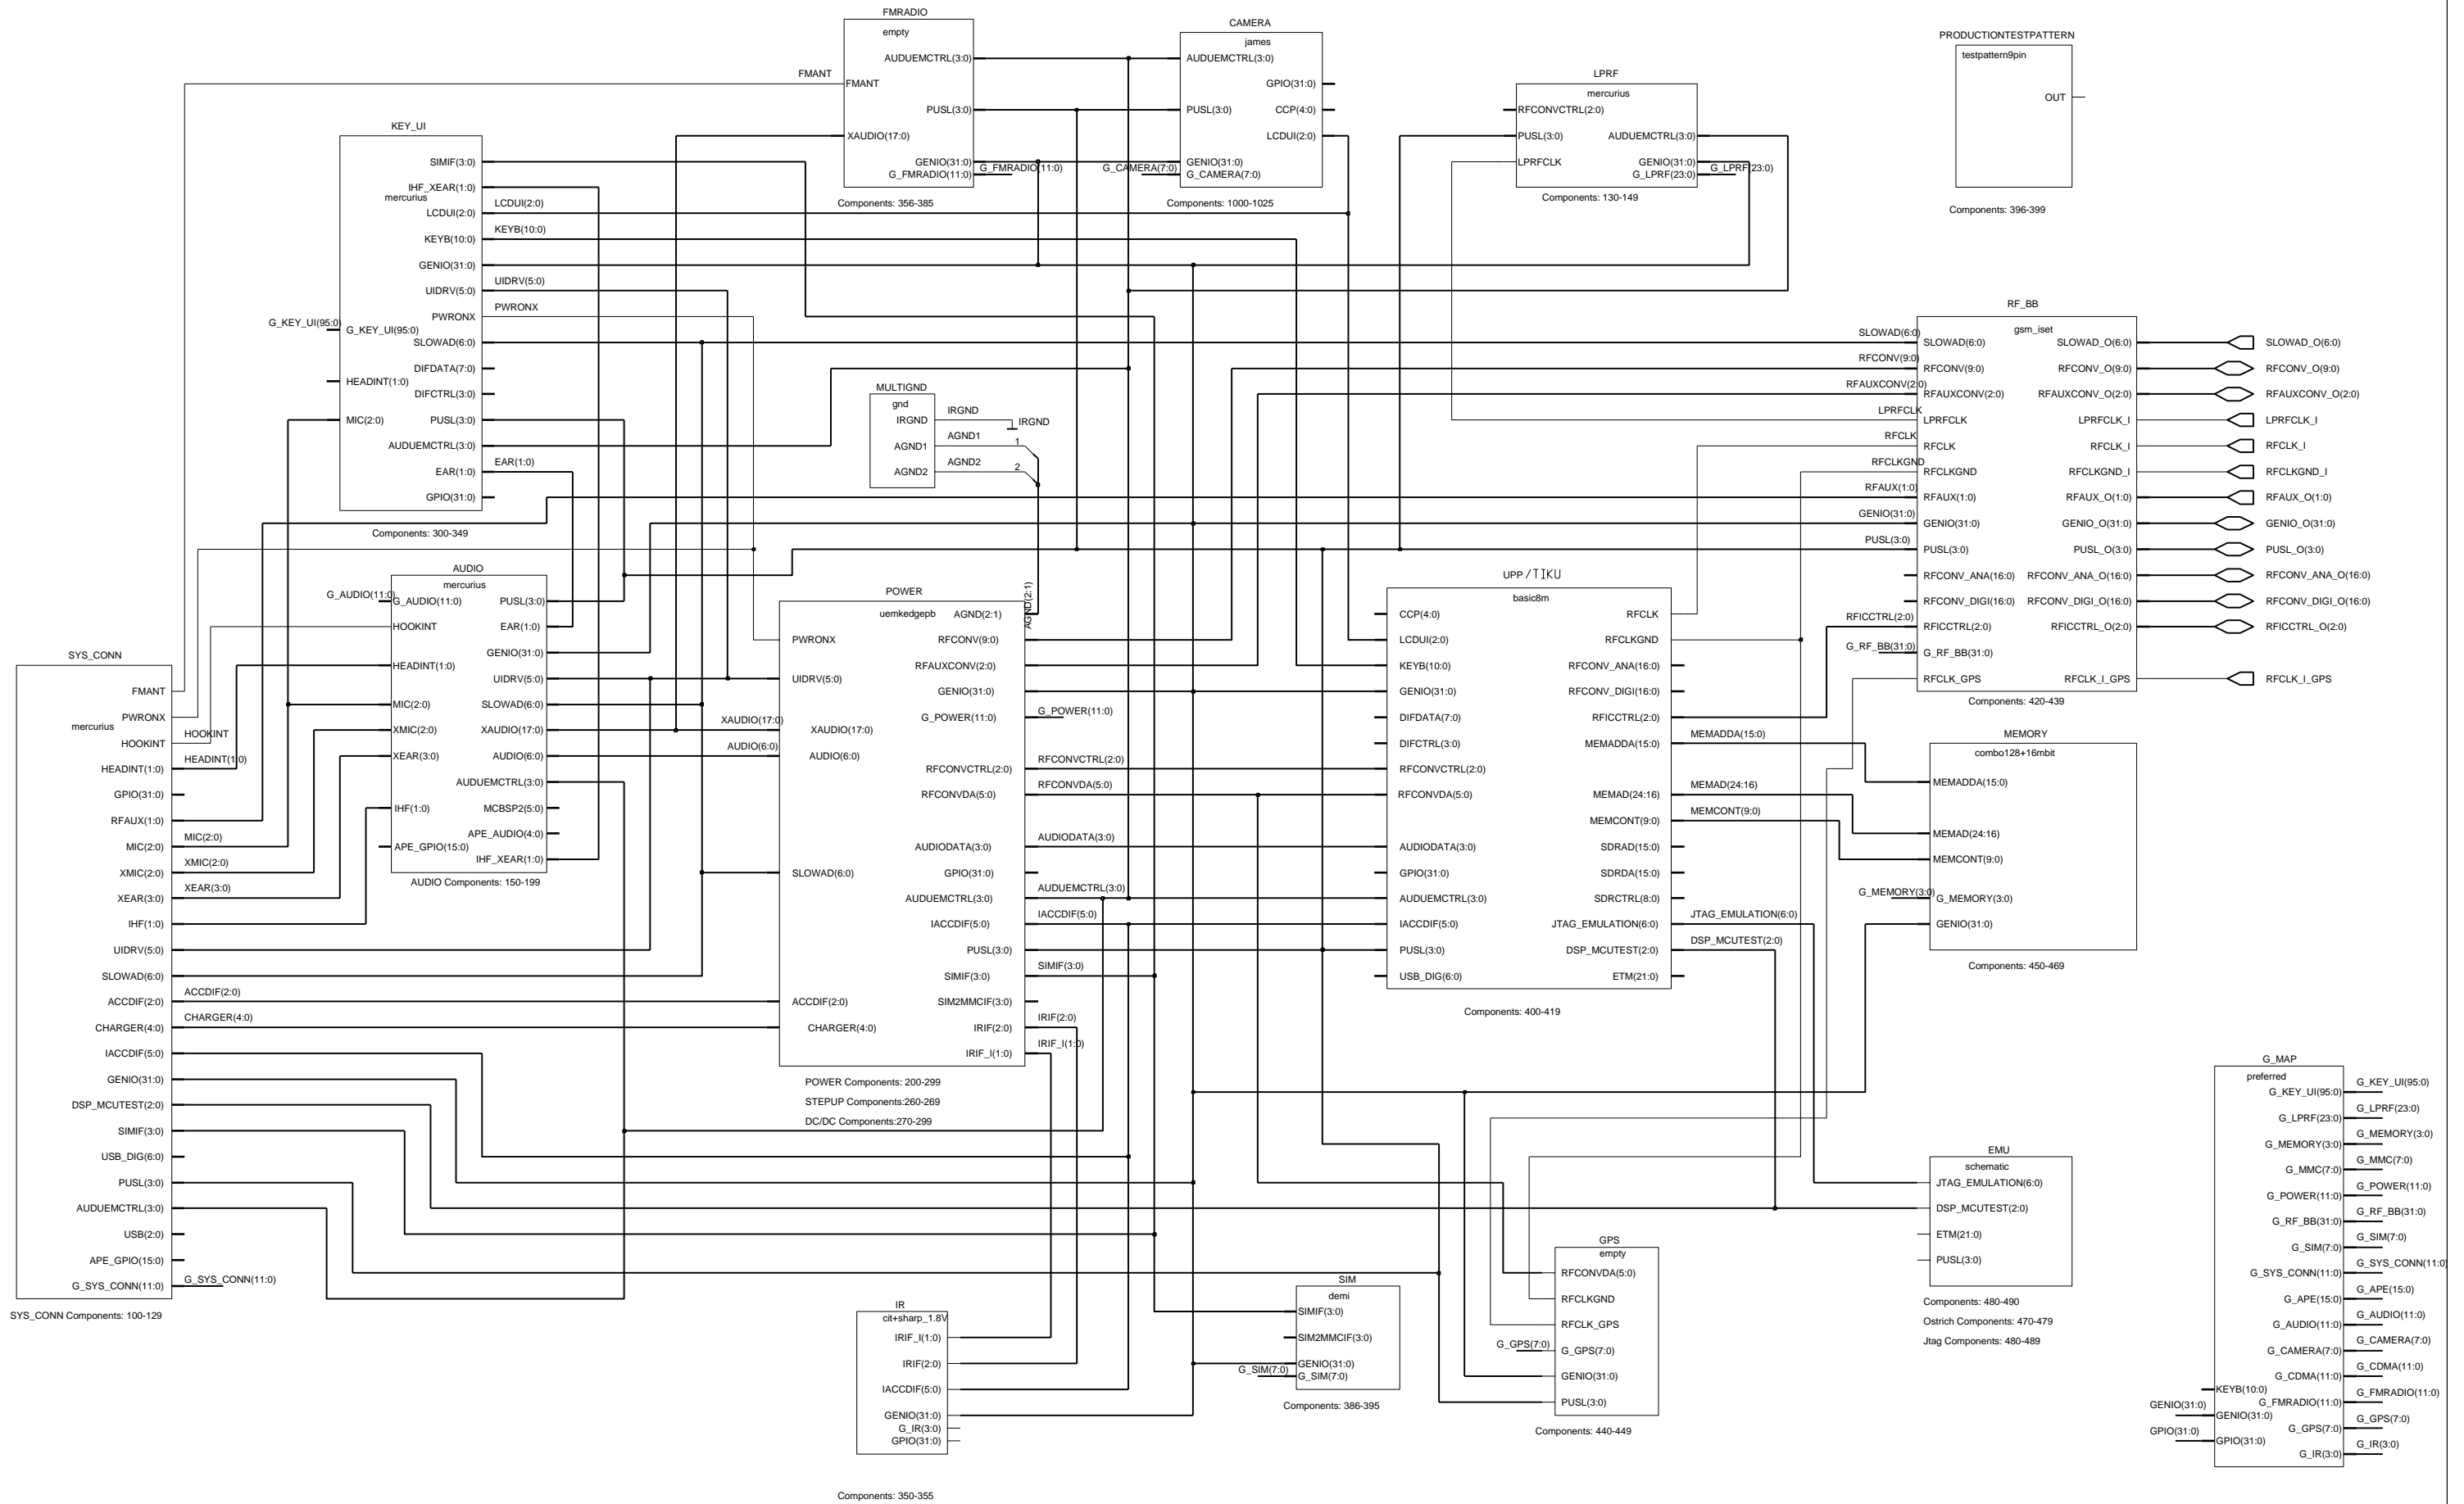 FMRADIO
empty
AUDUEMCTRL(3:0)
FMANT
FMANT
PUSL(3:0)
XAUDIO(17:0)
GENIO(31:0)
G_FMRADIO(11:0)
G_FMRADIO(11:0)
Components: 356-385
CAMERA
james
AUDUEMCTRL(3:0)
GPIO(31:0)
PUSL(3:0)
CCP(4:0)
LCDUI(2:0)
GENIO(31:0)
G_CAMERA(7:0)
G_CAMERA(7:0)
Components: 1000-1025
LPRF
mercurius
RFCONVCTRL(2:0)
PUSL(3:0)
AUDUEMCTRL(3:0)
LPRFCLK
GENIO(31:0)
G_LPRF(23:0)
G_LPRF(23:0)
Components: 130-149
PRODUCTIONTESTPATTERN
testpattern9pin
OUT
Components: 396-399
KEY_UI
SIMIF(3:0)
IHF_XEAR(1:0)
mercurius
LCDUI(2:0)
LCDUI(2:0)
KEYB(10:0)
KEYB(10:0)
GENIO(31:0)
UIDRV(5:0)
UIDRV(5:0)
PWRONX
PWRONX
G_KEY_UI(95:0)
G_KEY_UI(95:0)
SLOWAD(6:0)
DIFDATA(7:0)
HEADINT(1:0)
DIFCTRL(3:0)
MIC(2:0)
PUSL(3:0)
AUDUEMCTRL(3:0)
EAR(1:0)
EAR(1:0)
GPIO(31:0)
Components: 300-349
MULTIGND
gnd
IRGND
IRGND
IRGND
AGND1
AGND1
1
AGND2
AGND2
2
RF_BB
gsm_iset
SLOWAD(6:0)
SLOWAD(6:0)
SLOWAD_O(6:0)
SLOWAD_O(6:0)
RFCONV(9:0)
RFCONV(9:0)
RFCONV_O(9:0)
RFCONV_O(9:0)
RFAUXCONV(2:0)
RFAUXCONV(2:0)
RFAUXCONV_O(2:0)
RFAUXCONV_O(2:0)
LPRFCLK
LPRFCLK
LPRFCLK_I
LPRFCLK_I
RFCLK
RFCLK
RFCLK_I
RFCLK_I
RFCLKGND
RFCLKGND
RFCLKGND_I
RFCLKGND_I
RFAUX(1:0)
RFAUX(1:0)
RFAUX_O(1:0)
RFAUX_O(1:0)
GENIO(31:0)
GENIO(31:0)
GENIO_O(31:0)
GENIO_O(31:0)
PUSL(3:0)
PUSL(3:0)
PUSL_O(3:0)
PUSL_O(3:0)
RFCONV_ANA(16:0)
RFCONV_ANA_O(16:0)
RFCONV_ANA_O(16:0)
RFCONV_DIGI(16:0)
RFCONV_DIGI_O(16:0)
RFCONV_DIGI_O(16:0)
RFICCTRL(2:0)
RFICCTRL(2:0)
RFICCTRL_O(2:0)
RFICCTRL_O(2:0)
G_RF_BB(31:0)
G_RF_BB(31:0)
RFCLK_GPS
RFCLK_I_GPS
RFCLK_I_GPS
Components: 420-439
AUDIO
mercurius
G_AUDIO(11:0)
G_AUDIO(11:0)
PUSL(3:0)
HOOKINT
EAR(1:0)
GENIO(31:0)
HEADINT(1:0)
UIDRV(5:0)
MIC(2:0)
SLOWAD(6:0)
XMIC(2:0)
XAUDIO(17:0)
XEAR(3:0)
AUDIO(6:0)
AUDUEMCTRL(3:0)
IHF(1:0)
MCBSP2(5:0)
APE_AUDIO(4:0)
APE_GPIO(15:0)
IHF_XEAR(1:0)
AUDIO Components: 150-199
POWER
uemkedgepb
AGND(2:1)
AGND(2:1)
PWRONX
RFCONV(9:0)
RFAUXCONV(2:0)
UIDRV(5:0)
GENIO(31:0)
G_POWER(11:0)
G_POWER(11:0)
XAUDIO(17:0)
XAUDIO(17:0)
AUDIO(6:0)
AUDIO(6:0)
RFCONVCTRL(2:0)
RFCONVCTRL(2:0)
RFCONVDA(5:0)
RFCONVDA(5:0)
AUDIODATA(3:0)
AUDIODATA(3:0)
SLOWAD(6:0)
GPIO(31:0)
AUDUEMCTRL(3:0)
AUDUEMCTRL(3:0)
IACCDIF(5:0)
IACCDIF(5:0)
PUSL(3:0)
SIMIF(3:0)
SIMIF(3:0)
ACCDIF(2:0)
SIM2MMCIF(3:0)
CHARGER(4:0)
IRIF(2:0)
IRIF(2:0)
IRIF_I(1:0)
IRIF_I(1:0)
POWER Components: 200-299
STEPUP Components:260-269
DC/DC Components:270-299
UPP /TIKU
basic8m
CCP(4:0)
RFCLK
LCDUI(2:0)
RFCLKGND
KEYB(10:0)
RFCONV_ANA(16:0)
GENIO(31:0)
RFCONV_DIGI(16:0)
DIFDATA(7:0)
RFICCTRL(2:0)
DIFCTRL(3:0)
MEMADDA(15:0)
MEMADDA(15:0)
RFCONVCTRL(2:0)
RFCONVDA(5:0)
MEMAD(24:16)
MEMAD(24:16)
MEMCONT(9:0)
MEMCONT(9:0)
AUDIODATA(3:0)
SDRAD(15:0)
GPIO(31:0)
SDRDA(15:0)
AUDUEMCTRL(3:0)
SDRCTRL(8:0)
IACCDIF(5:0)
JTAG_EMULATION(6:0)
JTAG_EMULATION(6:0)
PUSL(3:0)
DSP_MCUTEST(2:0)
DSP_MCUTEST(2:0)
USB_DIG(6:0)
ETM(21:0)
Components: 400-419
MEMORY
combo128+16mbit
MEMADDA(15:0)
MEMAD(24:16)
MEMCONT(9:0)
G_MEMORY(3:0)
G_MEMORY(3:0)
GENIO(31:0)
Components: 450-469
SYS_CONN
FMANT
PWRONX
mercurius
HOOKINT
HOOKINT
HEADINT(1:0)
HEADINT(1:0)
GPIO(31:0)
RFAUX(1:0)
MIC(2:0)
MIC(2:0)
XMIC(2:0)
XMIC(2:0)
XEAR(3:0)
XEAR(3:0)
IHF(1:0)
UIDRV(5:0)
SLOWAD(6:0)
ACCDIF(2:0)
ACCDIF(2:0)
CHARGER(4:0)
CHARGER(4:0)
IACCDIF(5:0)
GENIO(31:0)
DSP_MCUTEST(2:0)
SIMIF(3:0)
USB_DIG(6:0)
PUSL(3:0)
AUDUEMCTRL(3:0)
USB(2:0)
APE_GPIO(15:0)
G_SYS_CONN(11:0)
G_SYS_CONN(11:0)
SYS_CONN Components: 100-129
IR
cit+sharp_1.8V
IRIF_I(1:0)
IRIF(2:0)
IACCDIF(5:0)
GENIO(31:0)
G_IR(3:0)
GPIO(31:0)
Components: 350-355
SIM
demi
SIMIF(3:0)
SIM2MMCIF(3:0)
GENIO(31:0)
G_SIM(7:0)
G_SIM(7:0)
Components: 386-395
GPS
empty
RFCONVDA(5:0)
RFCLKGND
RFCLK_GPS
G_GPS(7:0)
G_GPS(7:0)
GENIO(31:0)
PUSL(3:0)
Components: 440-449
EMU
schematic
JTAG_EMULATION(6:0)
DSP_MCUTEST(2:0)
ETM(21:0)
PUSL(3:0)
Components: 480-490
Ostrich Components: 470-479
Jtag Components: 480-489
G_MAP
preferred
G_KEY_UI(95:0)
G_KEY_UI(95:0)
G_LPRF(23:0)
G_LPRF(23:0)
G_MEMORY(3:0)
G_MEMORY(3:0)
G_MMC(7:0)
G_MMC(7:0)
G_POWER(11:0)
G_POWER(11:0)
G_RF_BB(31:0)
G_RF_BB(31:0)
G_SIM(7:0)
G_SIM(7:0)
G_SYS_CONN(11:0)
G_SYS_CONN(11:0)
G_APE(15:0)
G_APE(15:0)
G_AUDIO(11:0)
G_AUDIO(11:0)
G_CAMERA(7:0)
G_CAMERA(7:0)
G_CDMA(11:0)
G_CDMA(11:0)
KEYB(10:0)
G_FMRADIO(11:0)
G_FMRADIO(11:0)
GENIO(31:0)
GENIO(31:0)
G_GPS(7:0)
G_GPS(7:0)
GPIO(31:0)
GPIO(31:0)
G_IR(3:0)
G_IR(3:0)